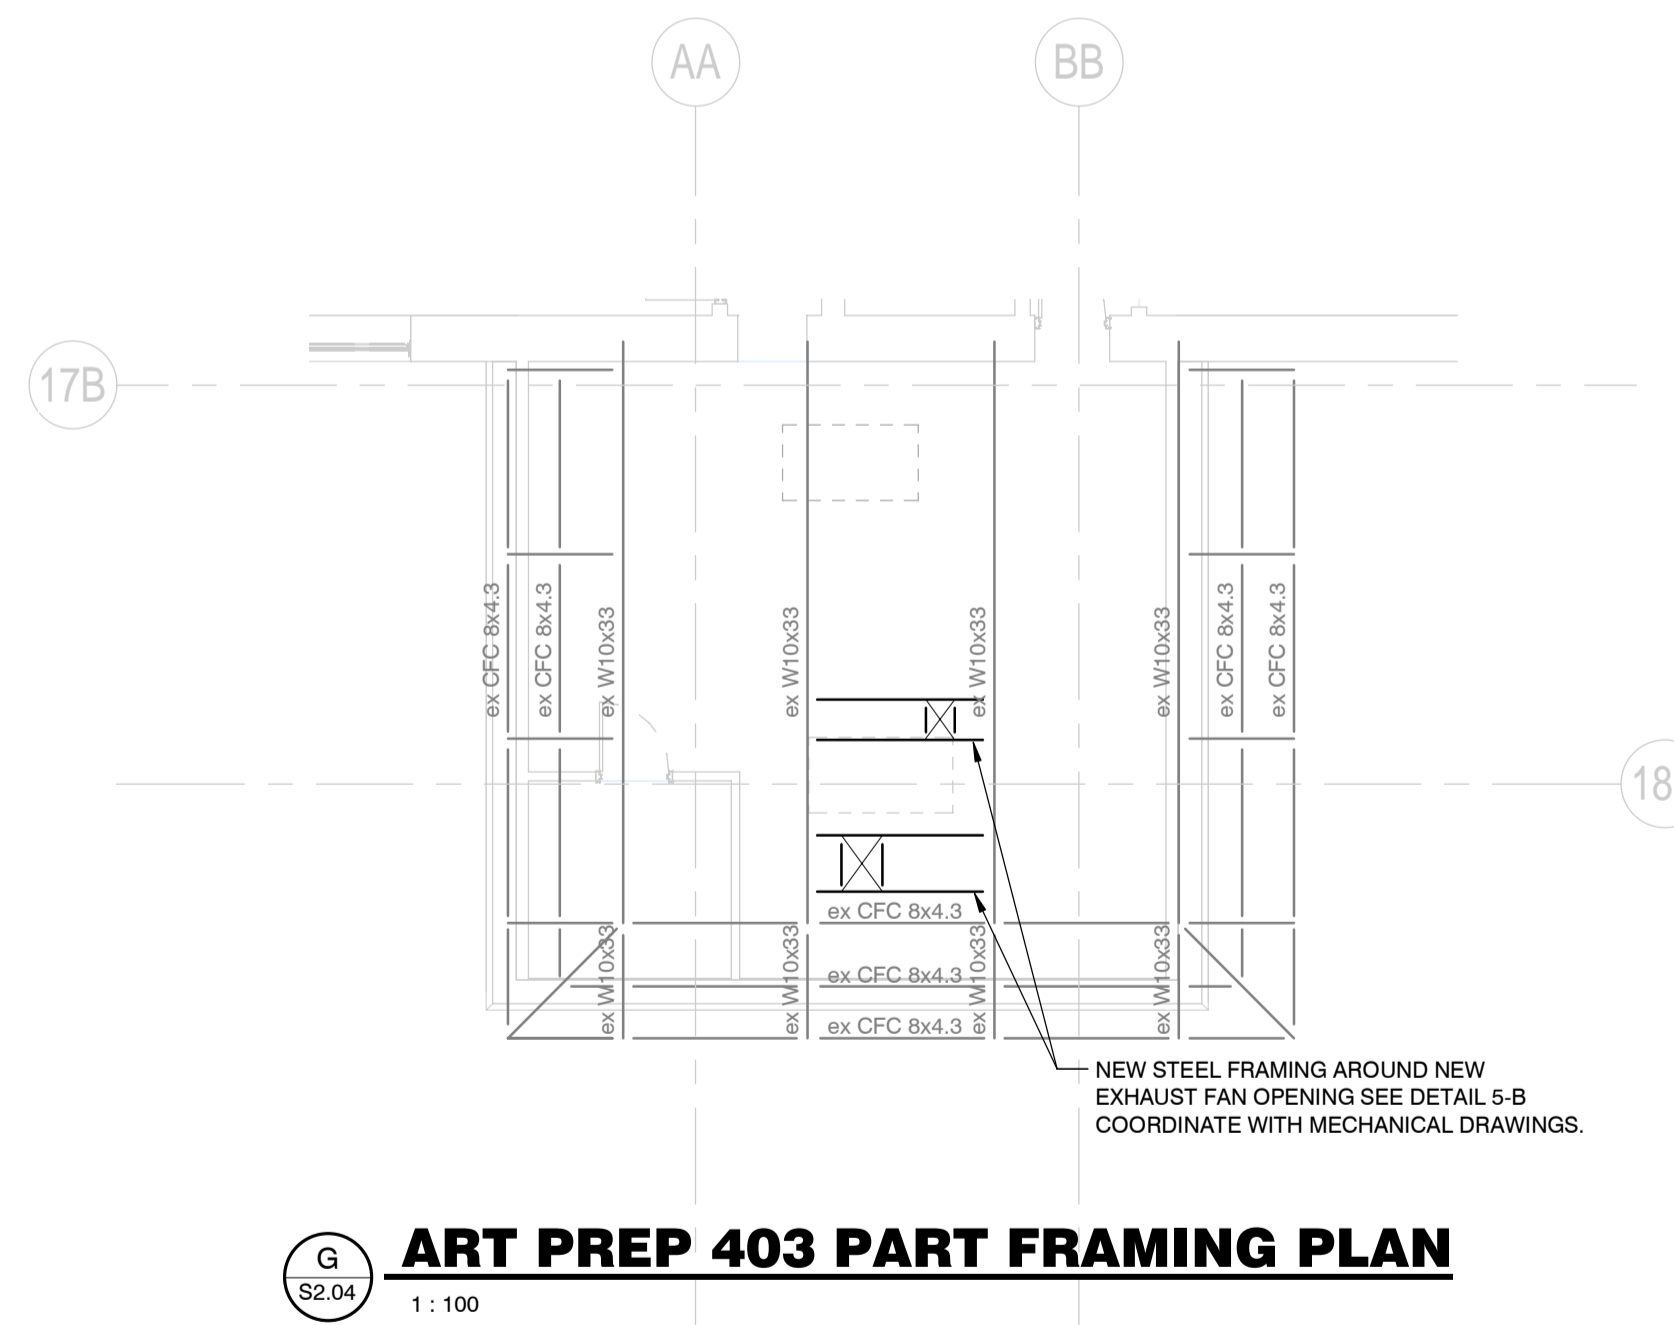 AA
BB
17B
ex CFC 8x4.3
ex CFC 8x4.3
ex W10x33
ex W10x33
ex W10x33
ex W10x33
ex CFC 8x4.3
ex CFC 8x4.3
18
ex CFC 8x4.3
ex W10x33
ex W10x33
ex CFC 8x4.3
ex W10x33
ex W10x33
ex CFC 8x4.3
NEW STEEL FRAMING AROUND NEW
EXHAUST FAN OPENING SEE DETAIL 5-B
COORDINATE WITH MECHANICAL DRAWINGS.
G
S2.04
ART PREP 403 PART FRAMING PLAN
1 : 100